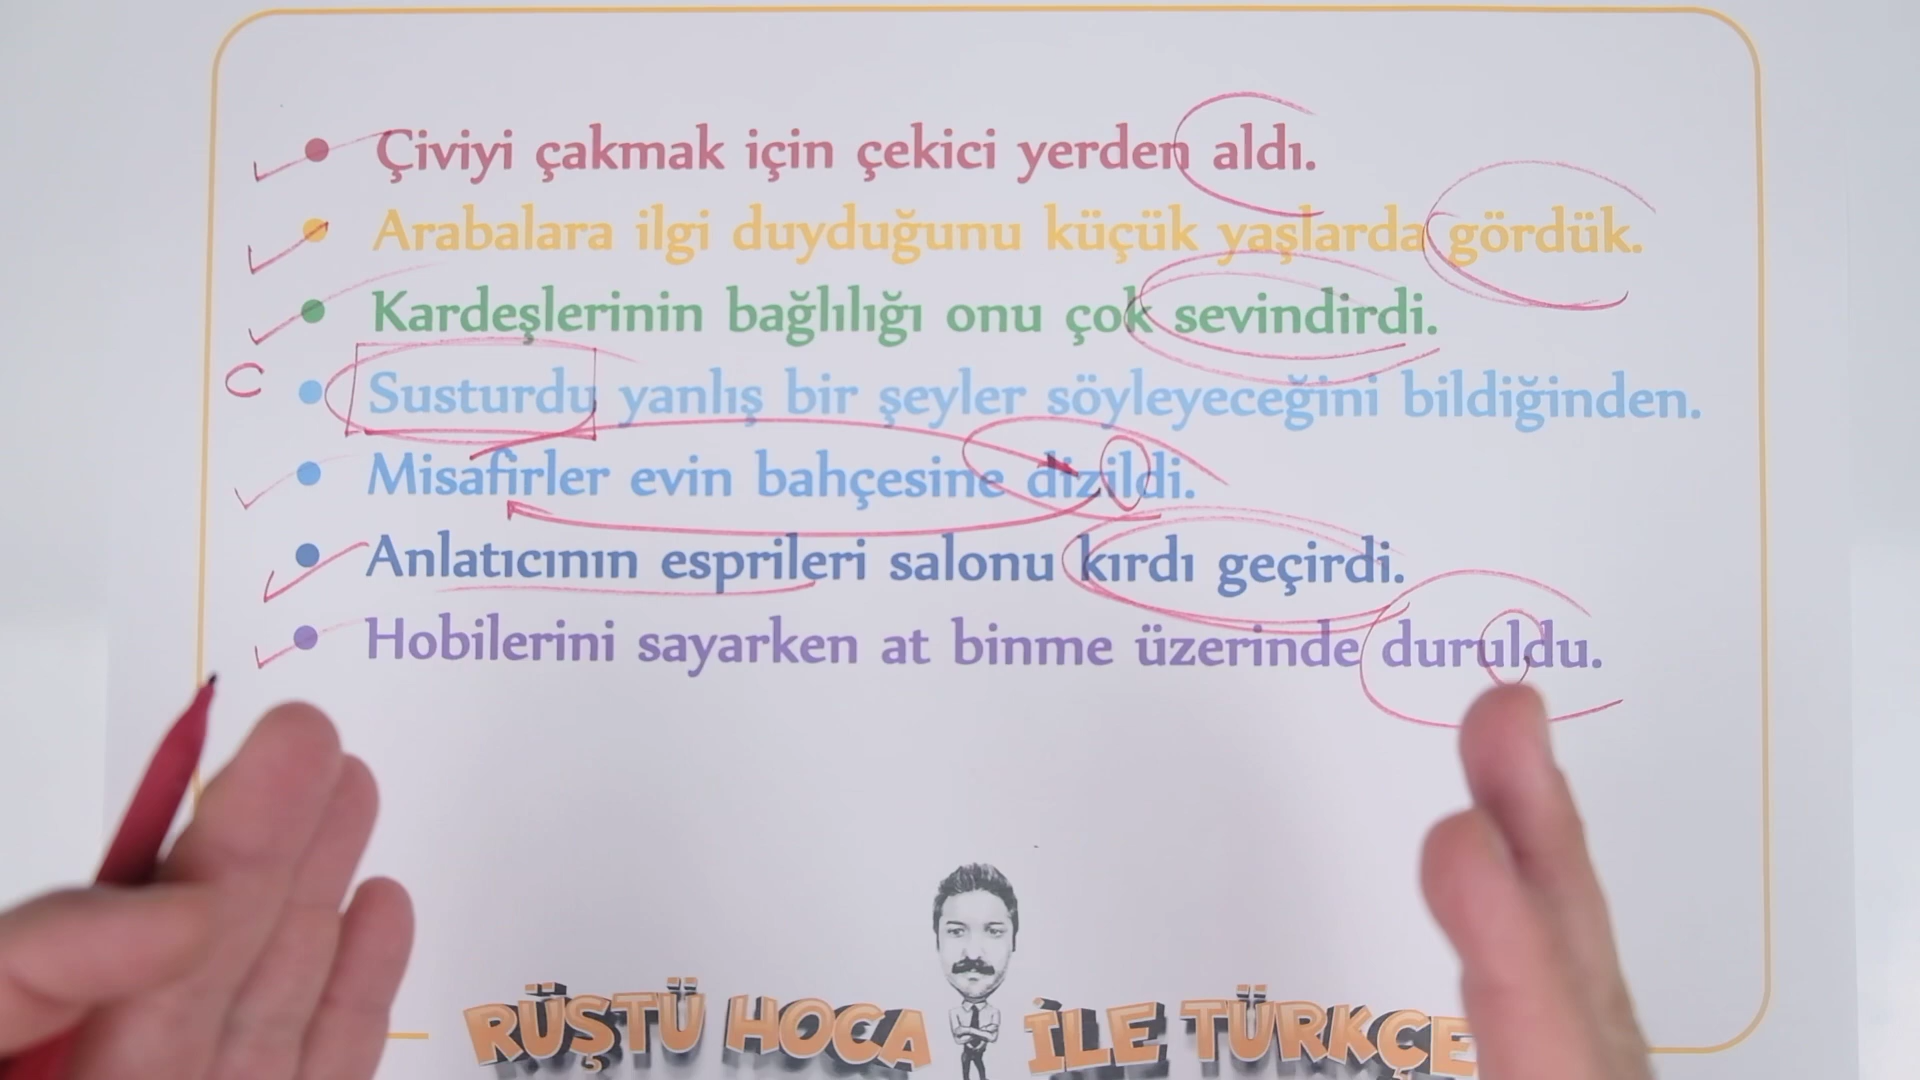 Çiviyi çakmak için çekici yerden aldı.
Arabalara ilgi duyduğunu küçük yaşlarda gördük.
Kardeşlerinin bağlılığı onu çok sevindirdi.
Susturdu yanlış bir şeyler söyleyeceğini bildiğinden.
Misafirler evin bahçesine dizildi.
Anlatıcının esprileri salonu kırdı geçirdi.
Hobilerini sayarken at binme üzerinde duruldu.
RÜŞTÜ HOCA İLE TÜRKÇE